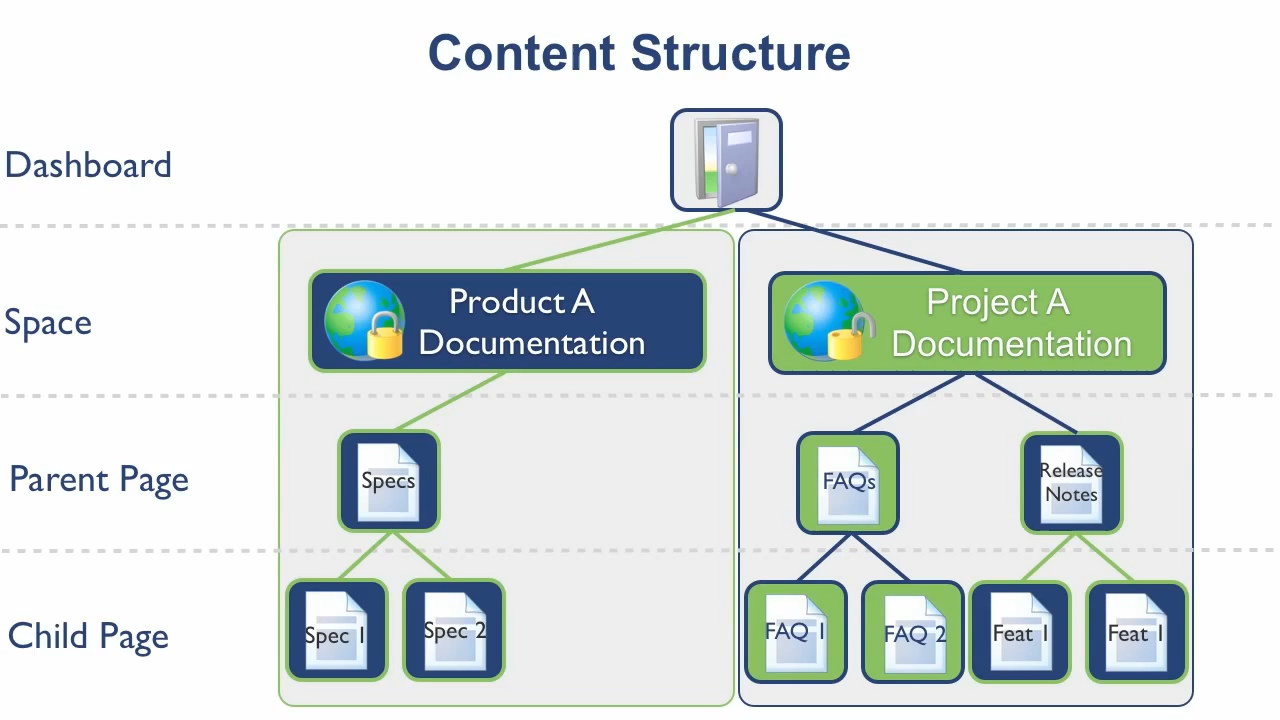 Content Structure
Dashboard
Space
Product A
Documentation
Project A
Documentation
Parent Page
Specs
FAQs
Release
Notes
Child Page
Spec 1
Spec 2
FAQ 1
FAQ 2
Feat 1
Feat 1